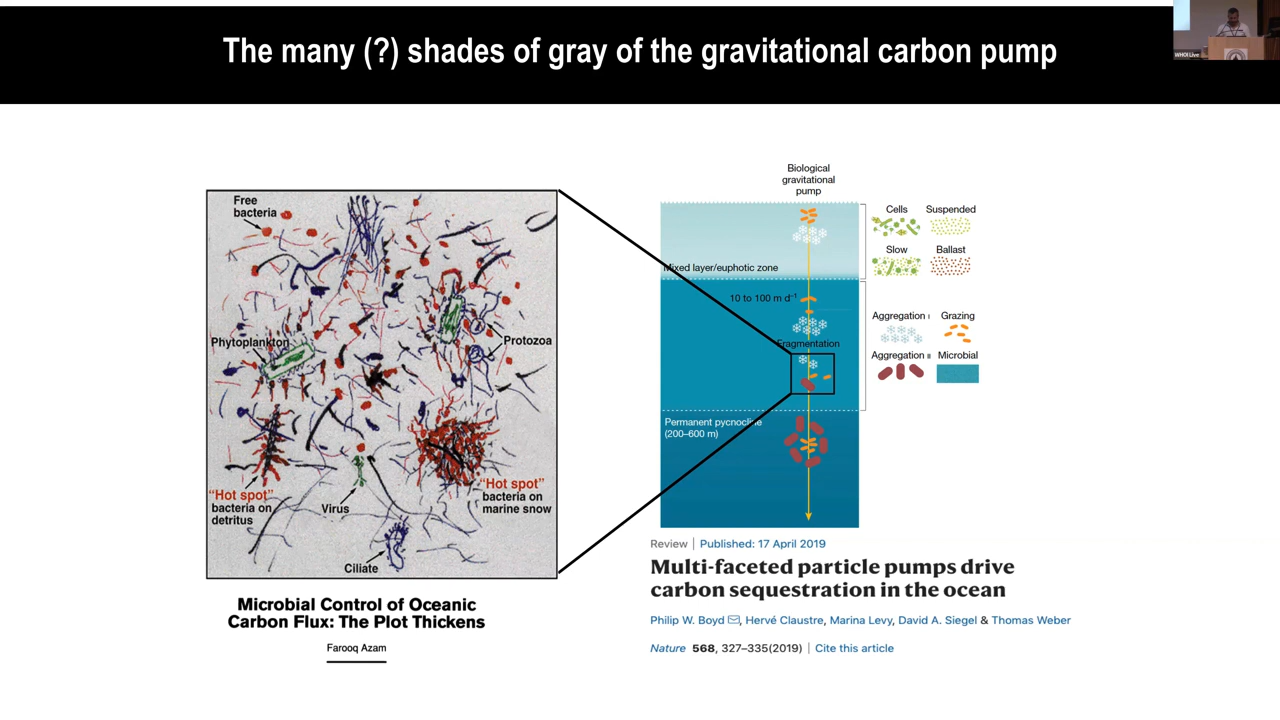 The many (?) shades of gray of the gravitational carbon pump
WHOI Live
Free
bacteria
Phytoplankton
Protozoa
"Hot spot"
bacteria on
detritus
Virus
"Hot spot"
bacteria on
marine snow
Ciliate
Microbial Control of Oceanic
Carbon Flux: The Plot Thickens
Farooq Azam
Biological
gravitational
pump
Mixed layer/euphotic zone
10 to 100 m d⁻¹
Fragmentation
Permanent pycnocline
(200–600 m)
Cells Suspended
Slow Ballast
Aggregation I Grazing
Aggregation II Microbial
Review | Published: 17 April 2019
Multi-faceted particle pumps drive
carbon sequestration in the ocean
Philip W. Boyd, Hervé Claustre, Marina Levy, David A. Siegel & Thomas Weber
Nature 568, 327–335(2019) | Cite this article